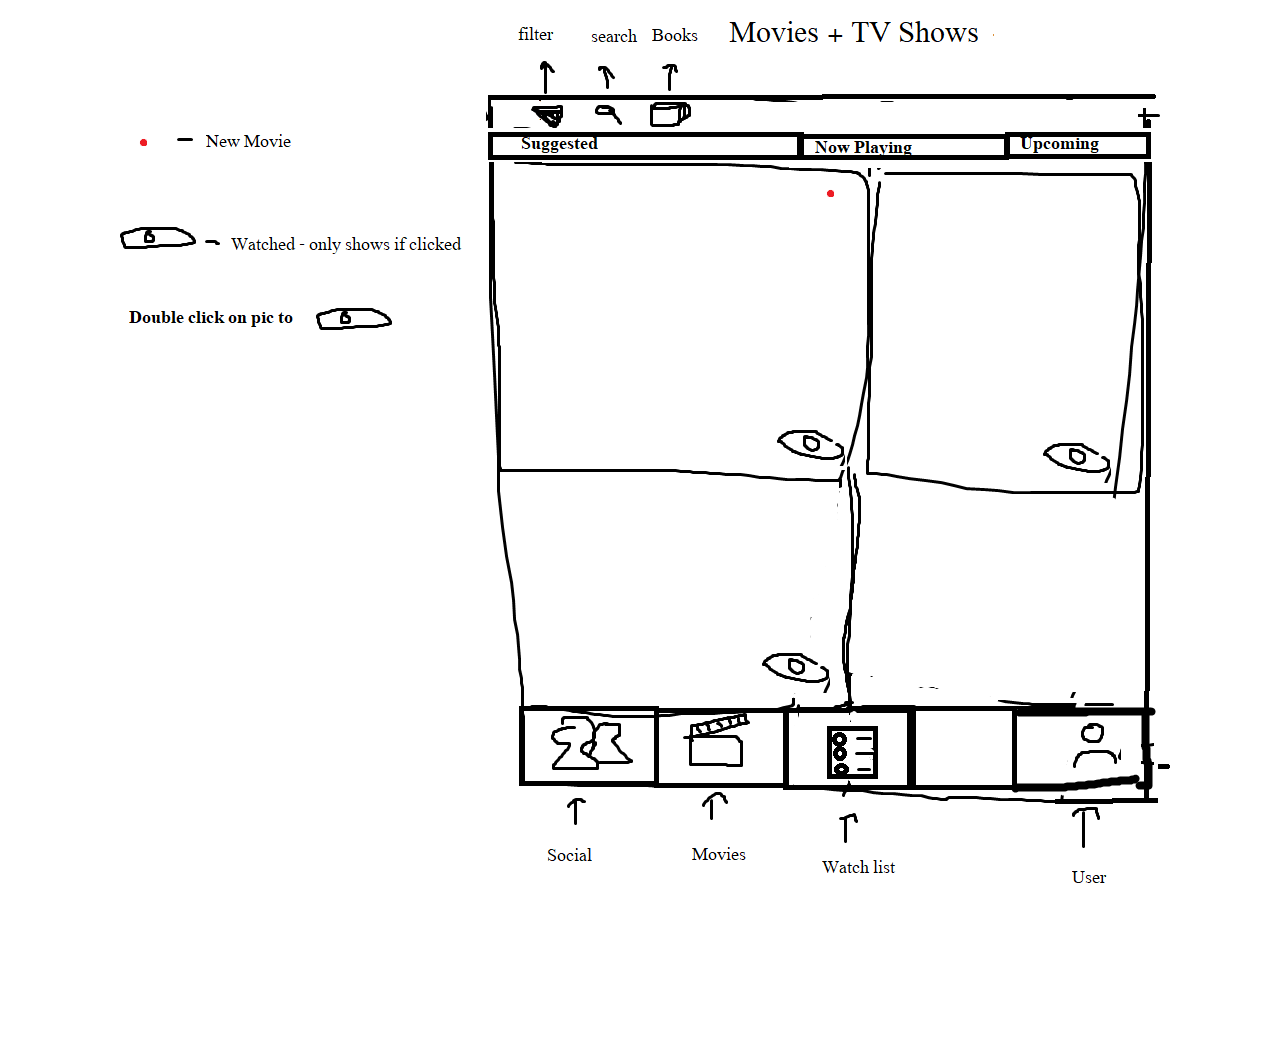 filter
search
Books
Movies + TV Shows
New Movie
Suggested
Now Playing
Upcoming
Watched - only shows if clicked
Double click on pic to
Social
Movies
Watch list
User